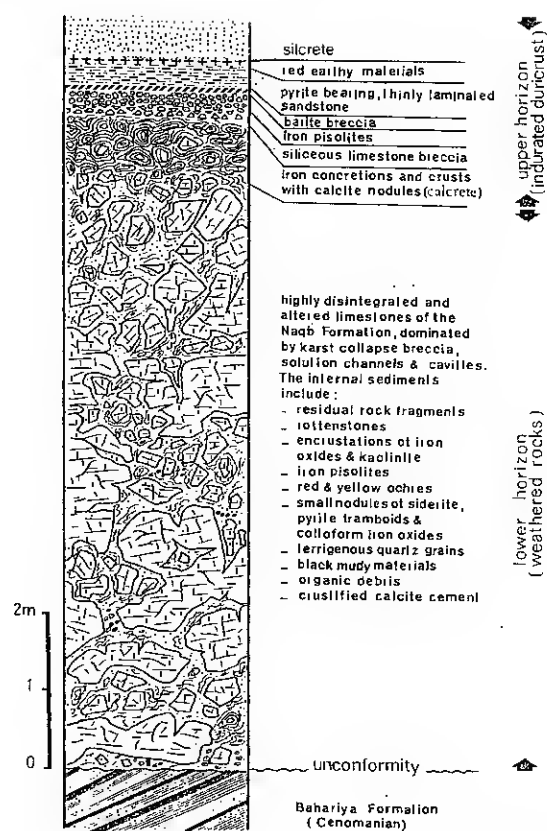 silcrete
red earthy materials
pyrite bearing, thinly laminated
sandstone
barite breccia
iron pisolites
siliceous limestone breccia
iron concretions and crusts
with calcite nodules (calcrete)
upper horizon
(indurated duricrust)
highly disintegrated and
altered limestones of the
Naqb Formation, dominated
by karst collapse breccia,
solution channels & cavities.
The internal sediments
include :
- residual rock fragments
- rottenstones
- encrustations of iron
oxides & kaolinite
- iron pisolites
- red & yellow ochres
- small nodules of siderite,
pyrite framboids &
colloform iron oxides
- terrigenous quartz grains
- black mudy materials
- organic debris
- crustified calcite cement
lower horizon
(weathered rocks)
2m
1
0
unconformity
Bahariya Formation
(Cenomanian)